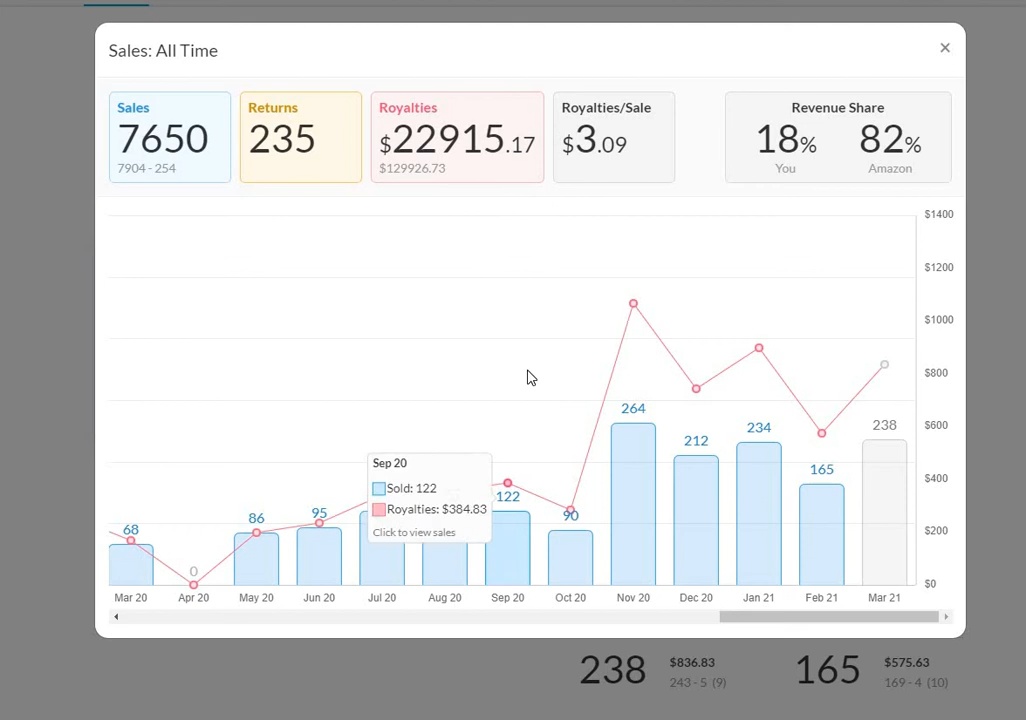 Sales: All Time
×
Sales
7650
7904 - 254
Returns
235
Royalties
$22915.17
$129926.73
Royalties/Sale
$3.09
Revenue Share
18% 82%
You Amazon
$1400
$1200
$1000
$800
$600
$400
$200
$0
68
0
86
95
122
90
264
212
234
165
238
Sep 20
Sold: 122
Royalties: $384.83
Click to view sales
Mar 20 Apr 20 May 20 Jun 20 Jul 20 Aug 20 Sep 20 Oct 20 Nov 20 Dec 20 Jan 21 Feb 21 Mar 21
238 $836.83
243 - 5 (9)
165 $575.63
169 - 4 (10)